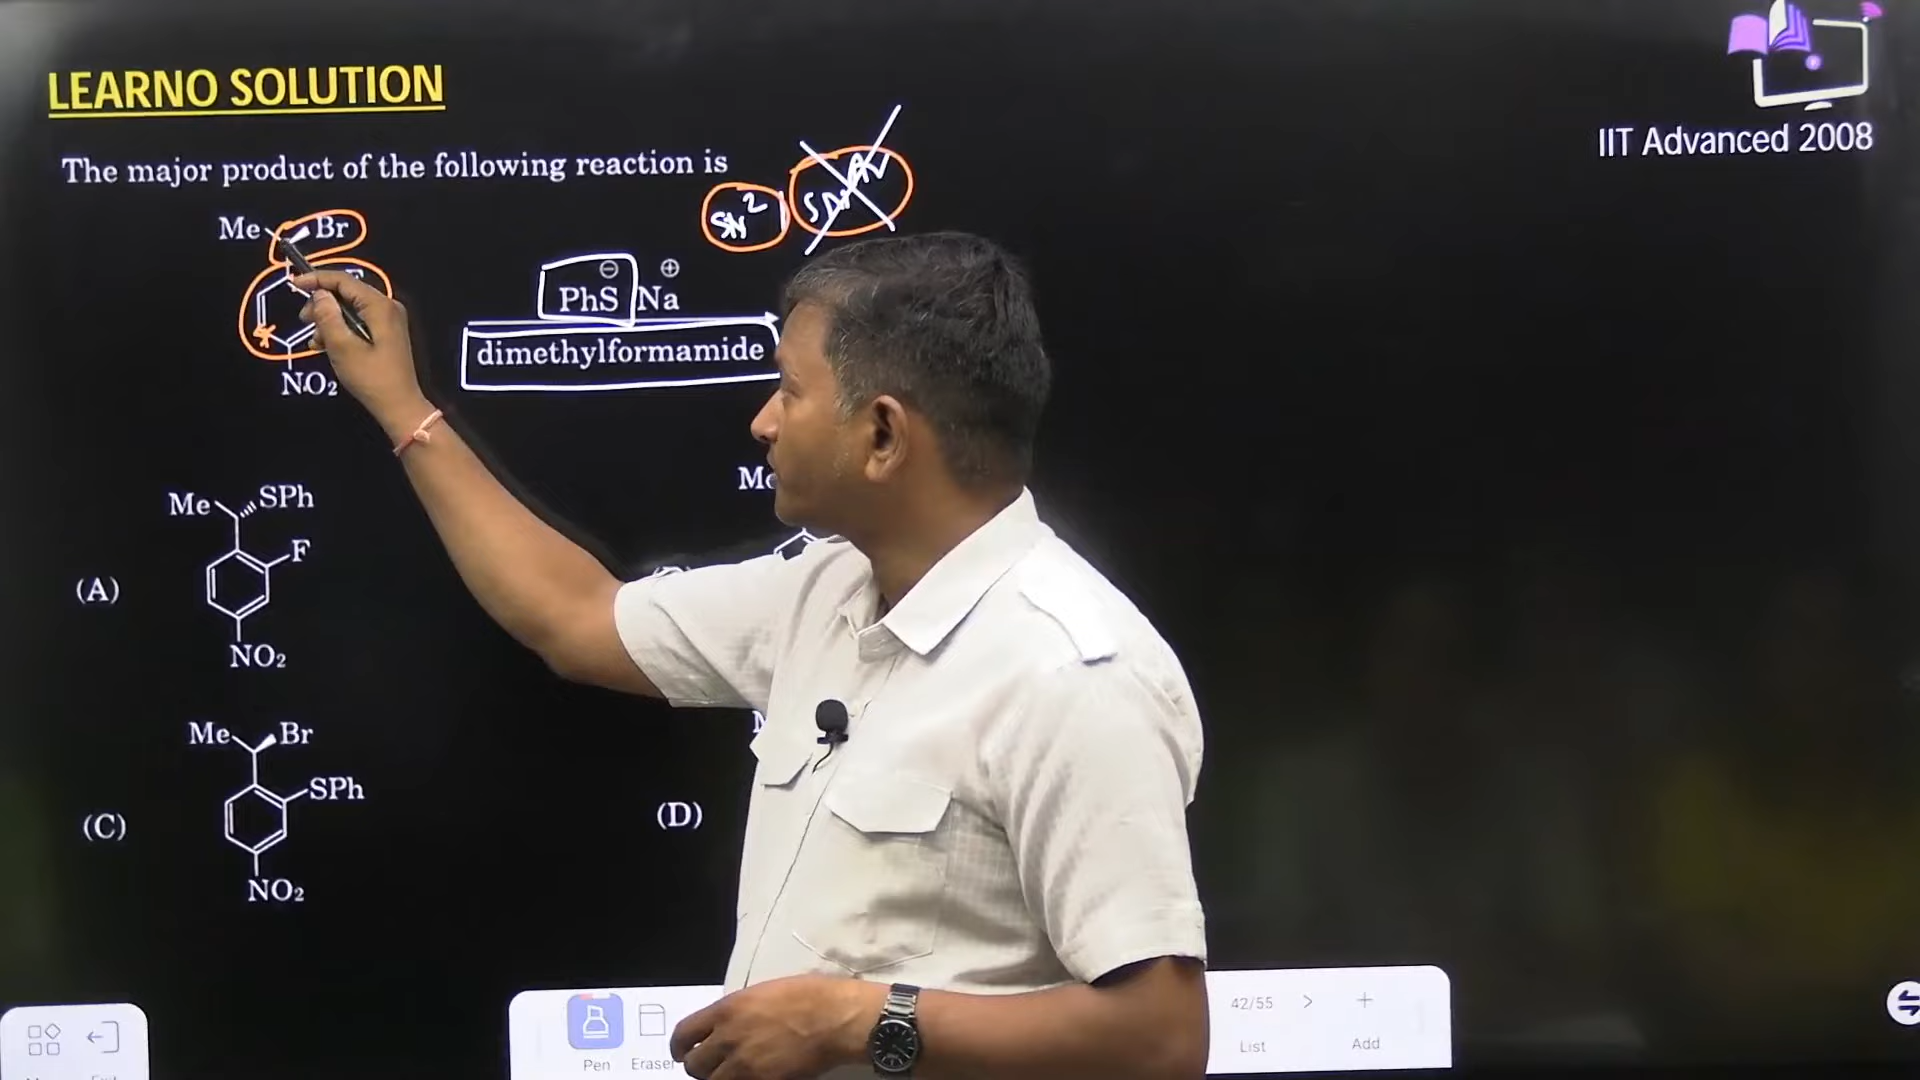 LEARNO SOLUTION
IIT Advanced 2008
The major product of the following reaction is
SN2
SNAr
Me Br
F
PhS⊖ Na⊕
dimethylformamide
NO2
Me SPh
F
(A)
NO2
Me Br
SPh
(C)
NO2
(D)
42/55
Pen
Eraser
List
Add